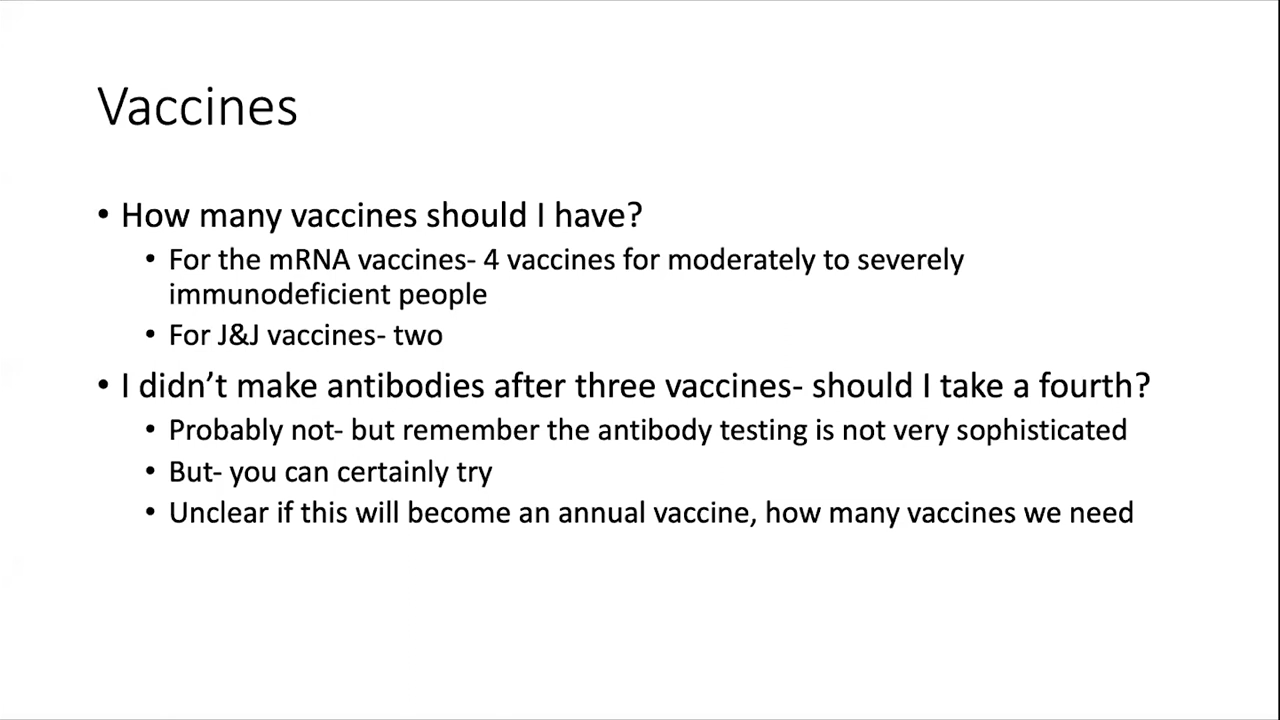 Vaccines
• How many vaccines should I have?
• For the mRNA vaccines- 4 vaccines for moderately to severely
immunodeficient people
• For J&J vaccines- two
• I didn’t make antibodies after three vaccines- should I take a fourth?
• Probably not- but remember the antibody testing is not very sophisticated
• But- you can certainly try
• Unclear if this will become an annual vaccine, how many vaccines we need